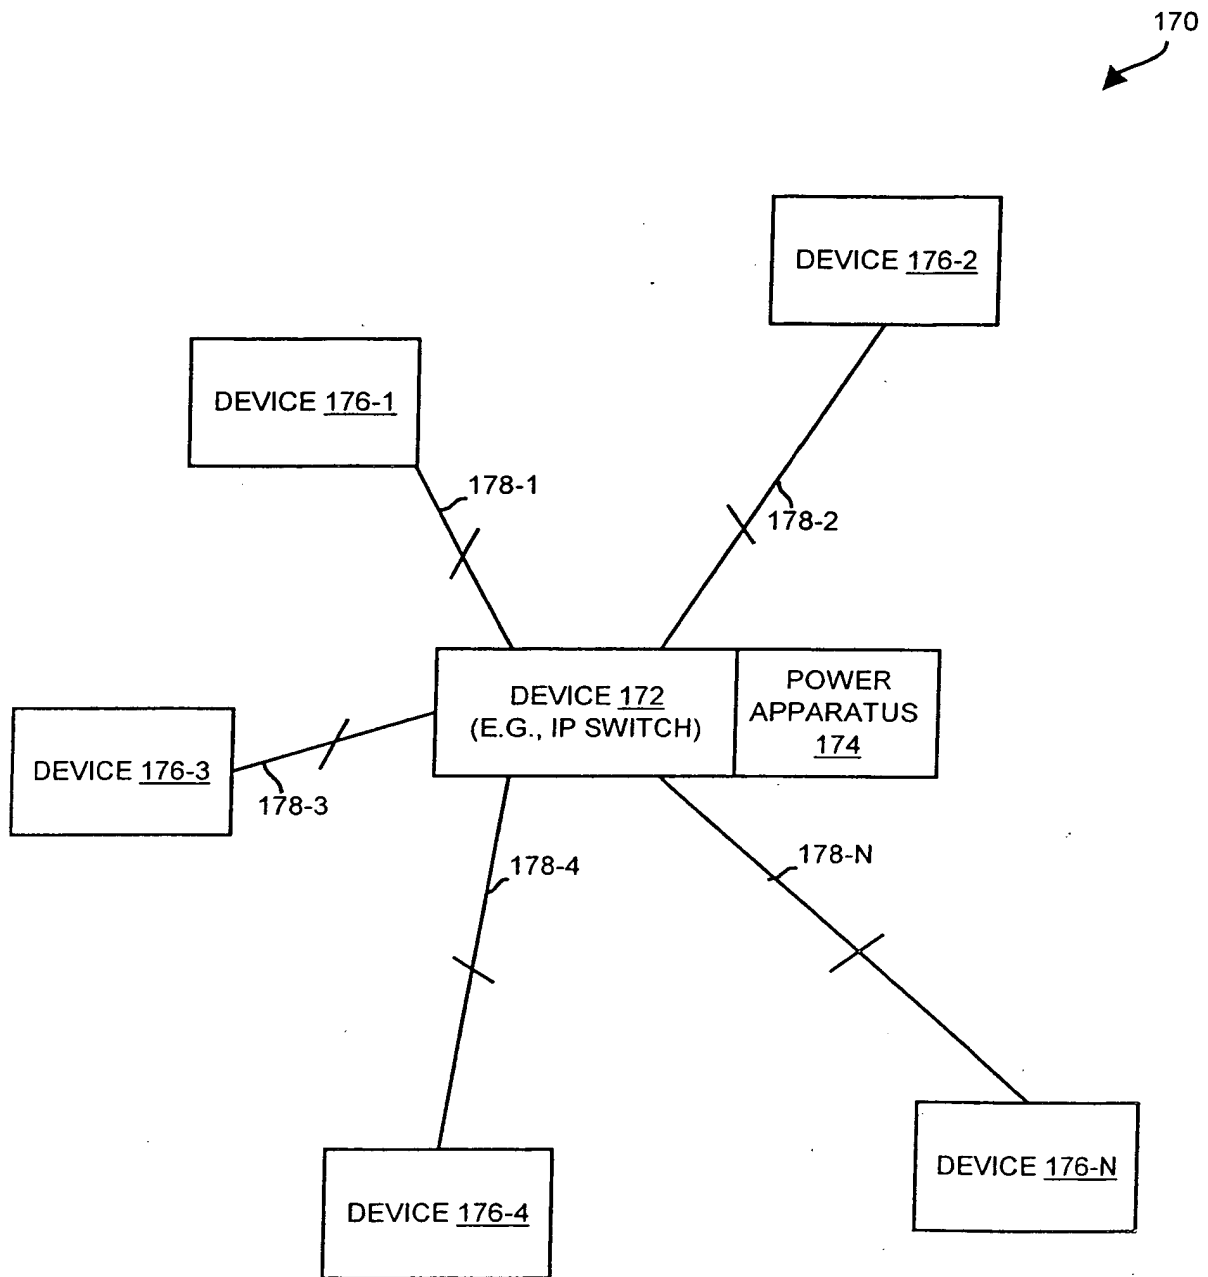 170
DEVICE 176-2
DEVICE 176-1
178-1
178-2
DEVICE 172
(E.G., IP SWITCH)
POWER
APPARATUS
174
DEVICE 176-3
178-3
178-4
178-N
DEVICE 176-N
DEVICE 176-4